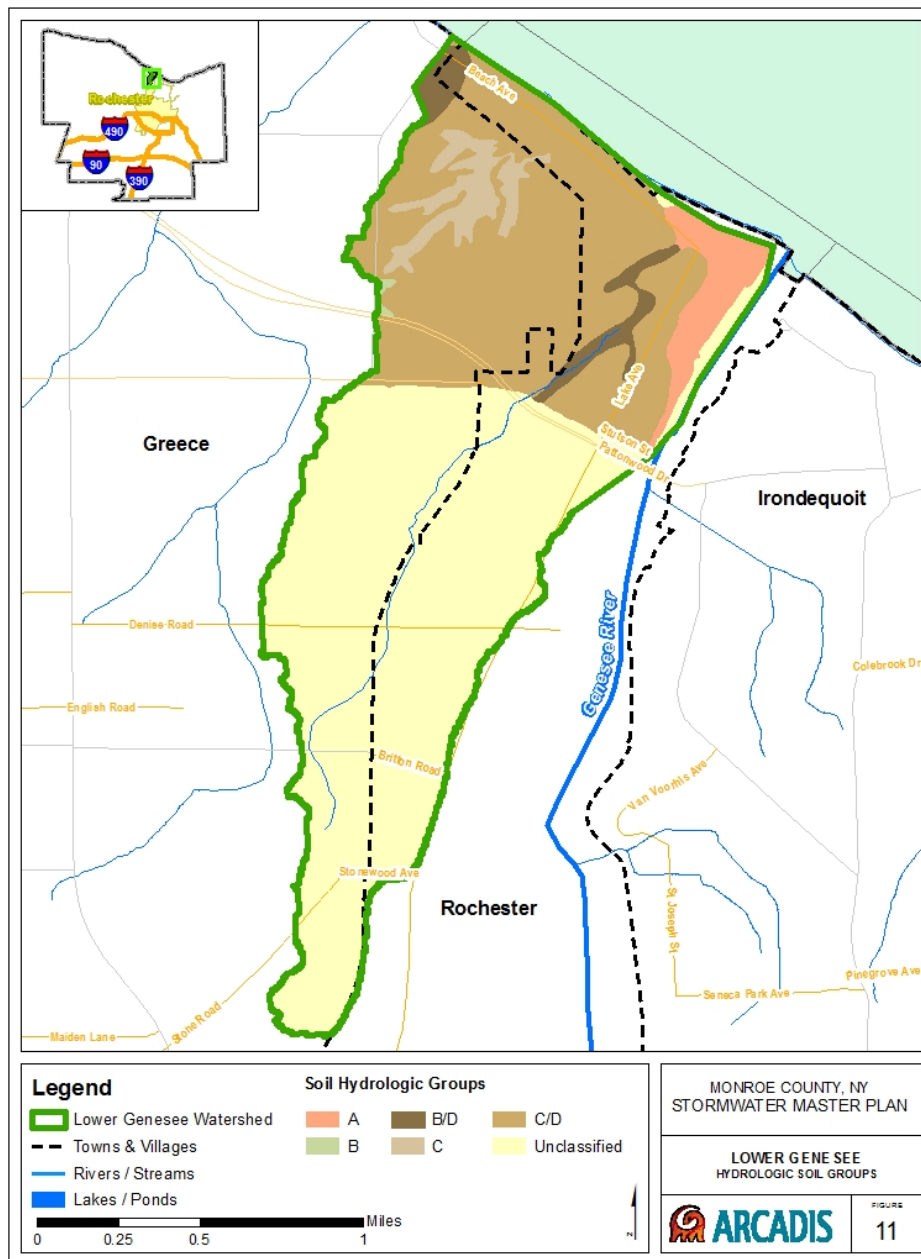 Rochester
490
90
390
Beach Ave
Lake Ave
Stutson St
Pattonwood Dr
Greece
Irondequoit
Genesee River
Denise Road
English Road
Colebrook Dr
Britton Road
Van Voorhis Ave
Stonewood Ave
Rochester
St Joseph St
Pinegrove Ave
Seneca Park Ave
Stone Road
Maiden Lane
Legend
Lower Genesee Watershed
Towns & Villages
Rivers / Streams
Lakes / Ponds
Soil Hydrologic Groups
A
B/D
C/D
B
C
Unclassified
Miles
0 0.25 0.5 1
N
MONROE COUNTY, NY
STORMWATER MASTER PLAN
LOWER GENESEE
HYDROLOGIC SOIL GROUPS
ARCADIS
FIGURE
11